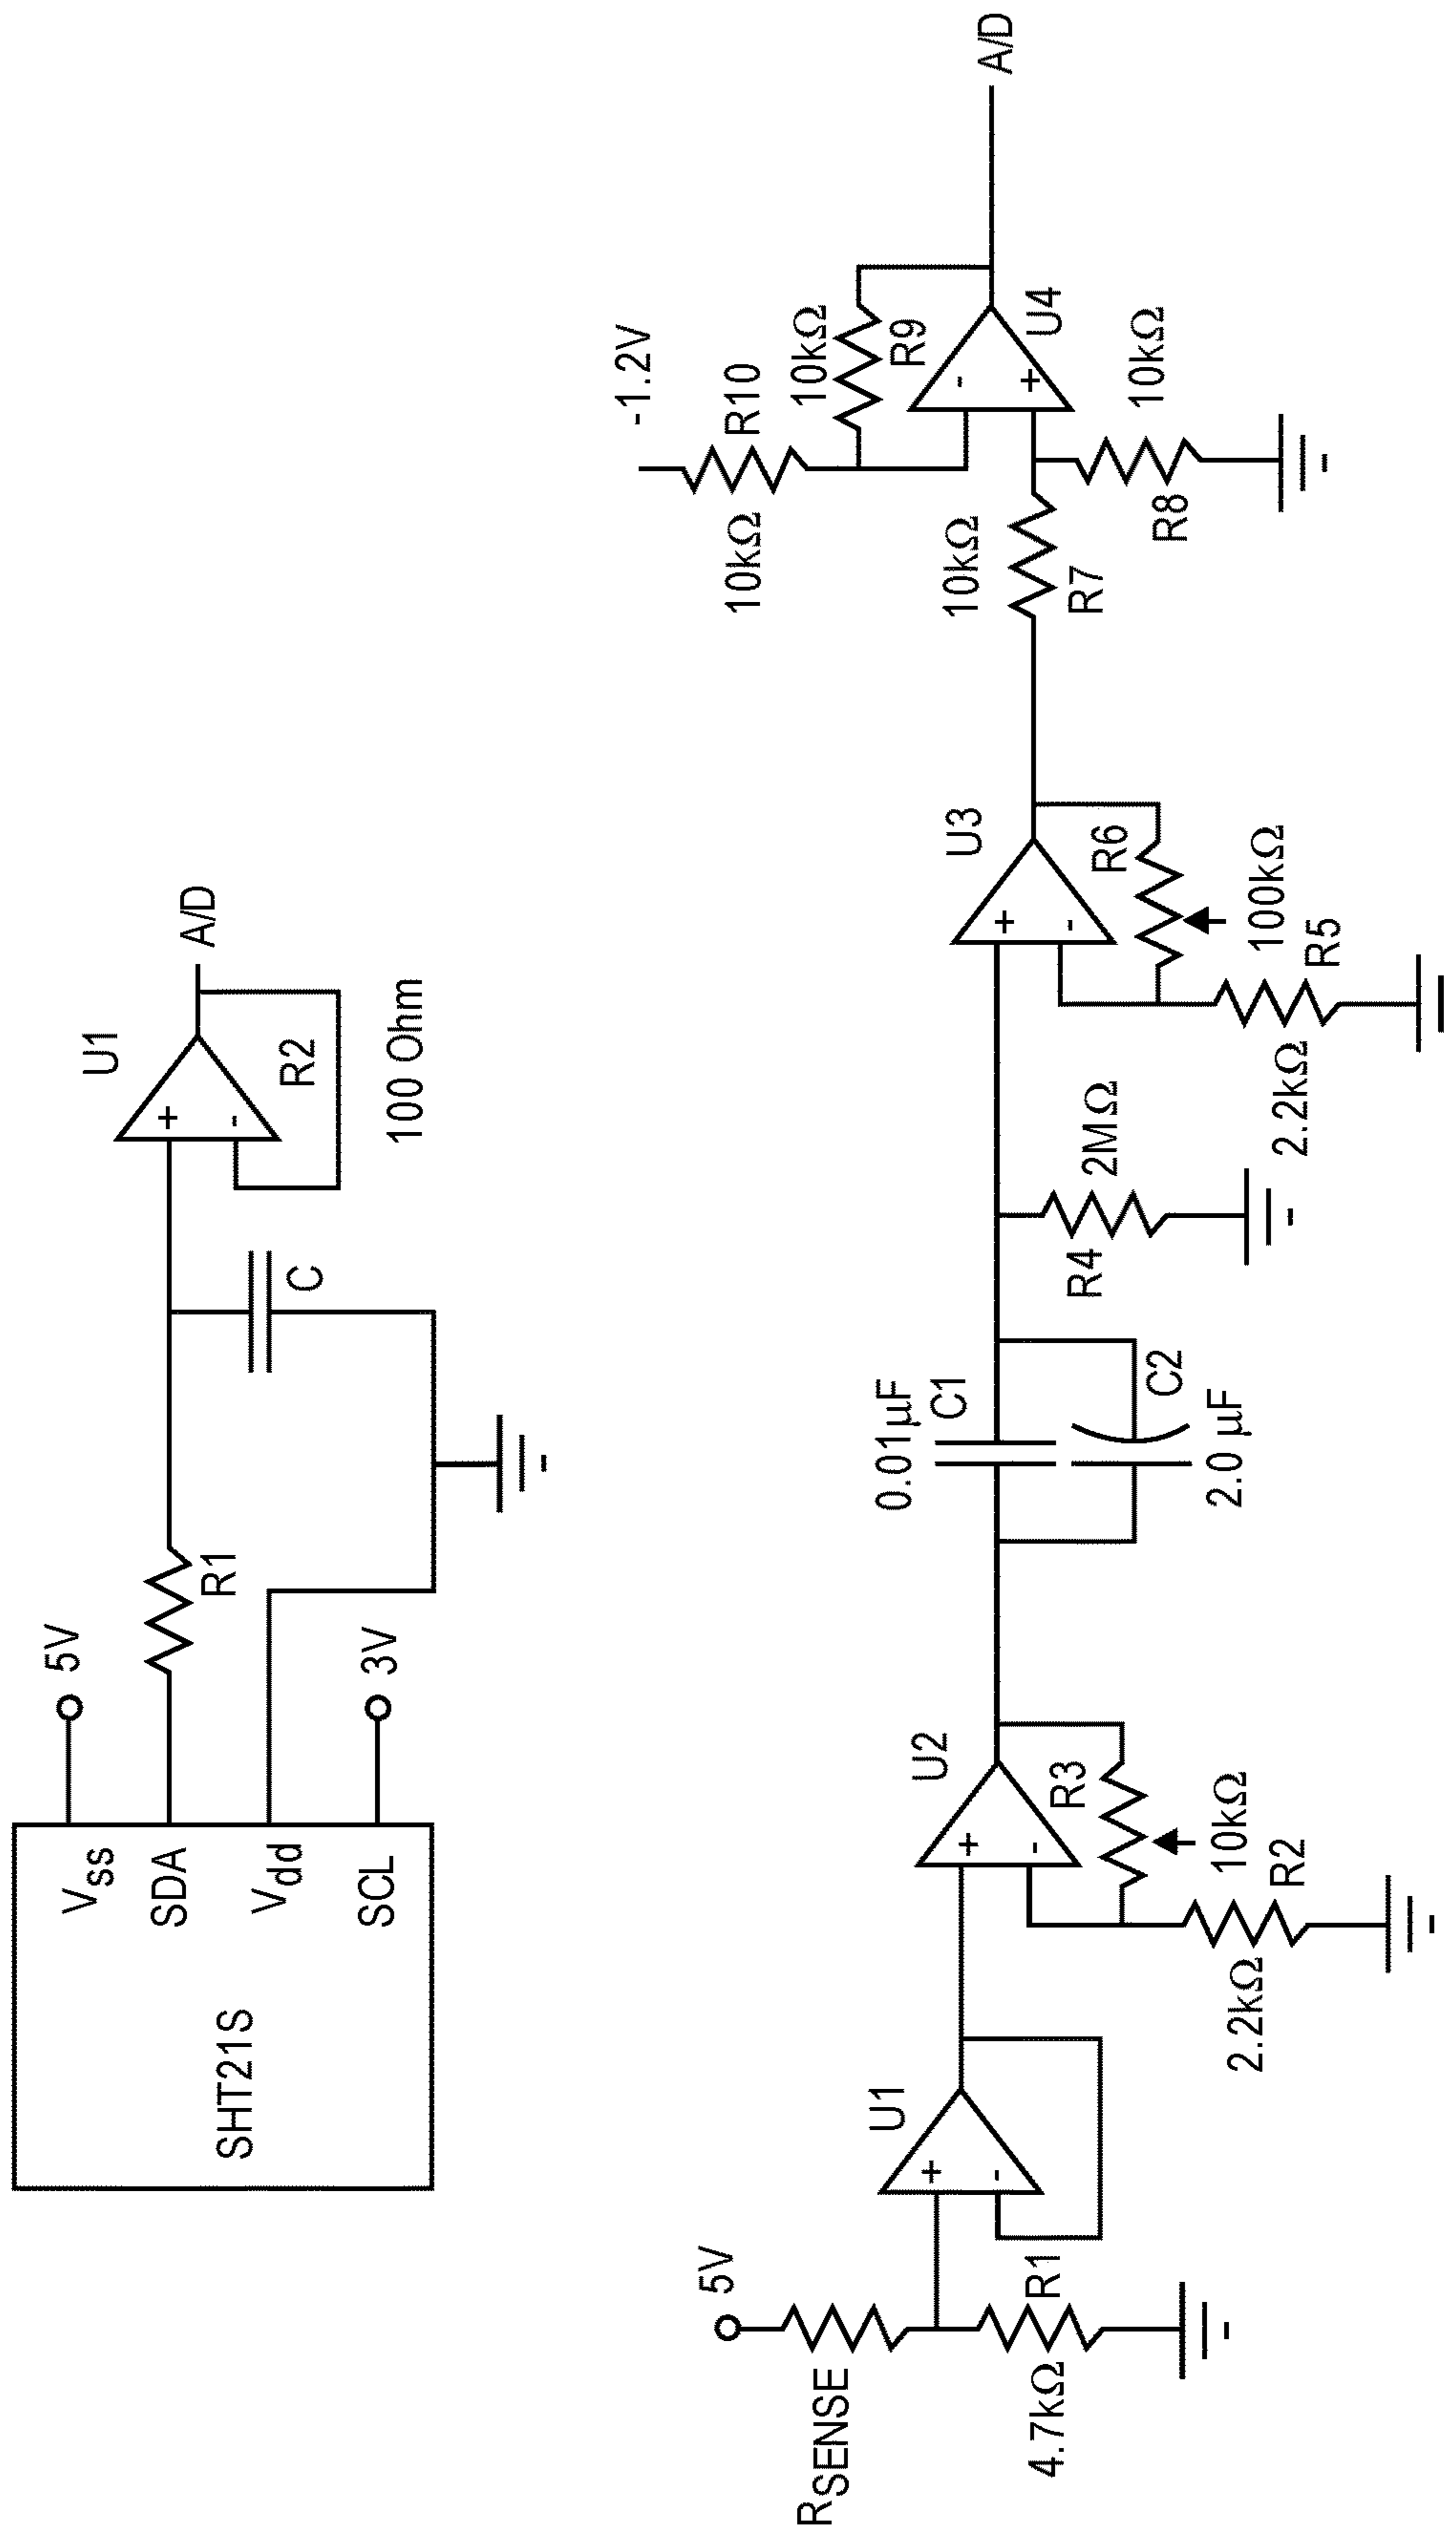 SHT21S
Vss
SDA
Vdd
SCL
5V
3V
R1
C
U1
+
-
R2
100 Ohm
A/D
5V
RSENSE
4.7kΩ
R1
U1
+
-
U2
+
-
R3
10kΩ
R2
2.2kΩ
0.01µF
C1
C2
2.0 µF
R4
2MΩ
U3
+
-
R6
100kΩ
R5
2.2kΩ
10kΩ
R7
-1.2V
R10
10kΩ
10kΩ
R9
-
+
U4
10kΩ
R8
A/D